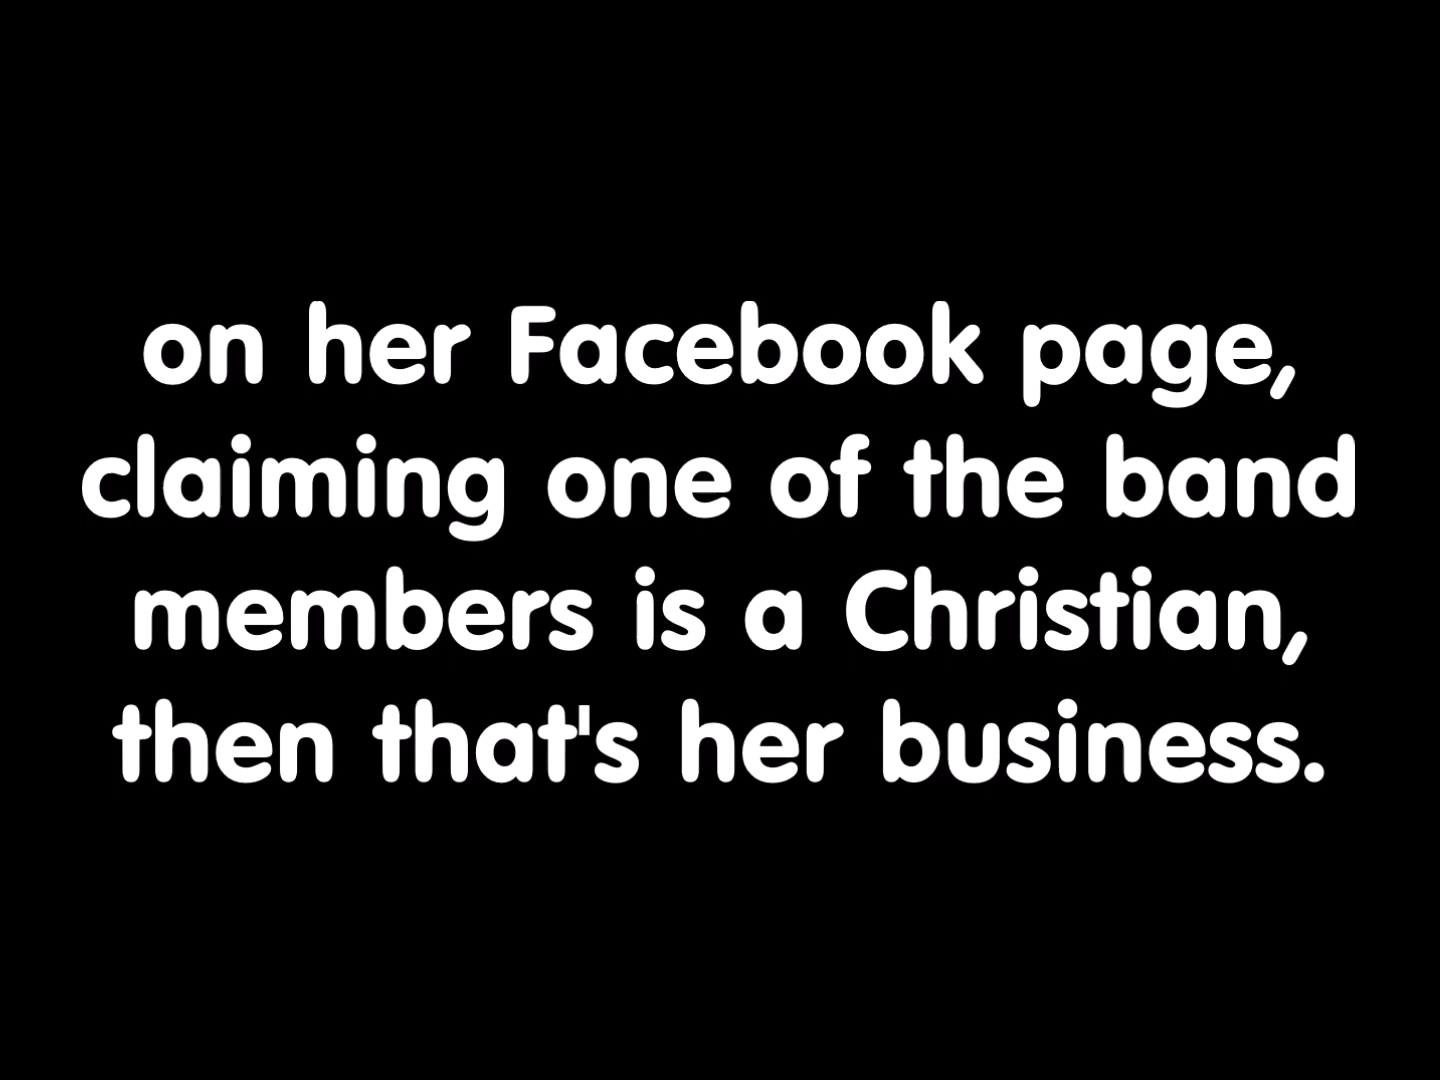 on her Facebook page,
claiming one of the band
members is a Christian,
then that's her business.